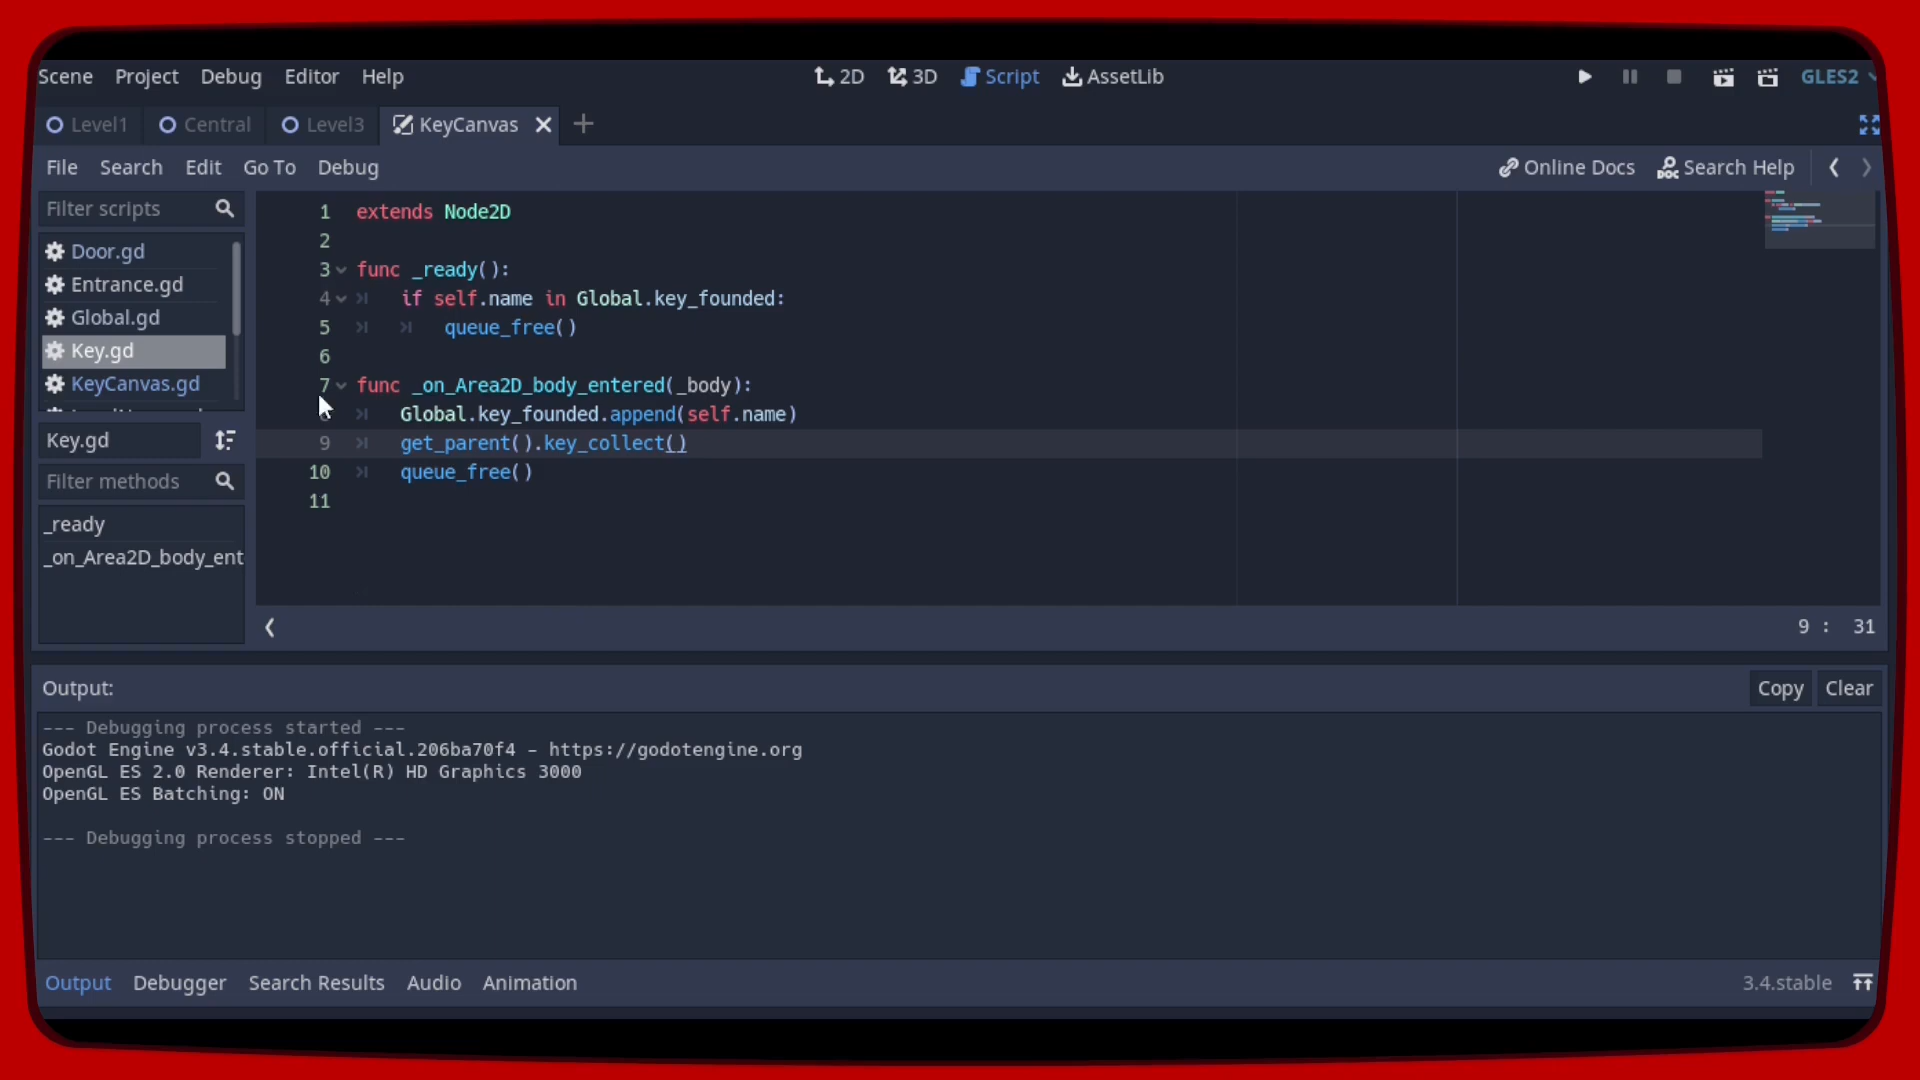 Scene Project Debug Editor Help 2D 3D Script AssetLib GLES2
Level1 Central Level3 KeyCanvas
File Search Edit Go To Debug Online Docs Search Help
Filter scripts
Door.gd
Entrance.gd
Global.gd
Key.gd
KeyCanvas.gd
Key.gd
Filter methods
_ready
_on_Area2D_body_ent
1 extends Node2D
2
3 func _ready():
4 if self.name in Global.key_founded:
5 queue_free()
6
7 func _on_Area2D_body_entered(_body):
Global.key_founded.append(self.name)
9 get_parent().key_collect()
10 queue_free()
11
9 : 31
Output: Copy Clear
--- Debugging process started ---
Godot Engine v3.4.stable.official.206ba70f4 - https://godotengine.org
OpenGL ES 2.0 Renderer: Intel(R) HD Graphics 3000
OpenGL ES Batching: ON
--- Debugging process stopped ---
Output Debugger Search Results Audio Animation 3.4.stable